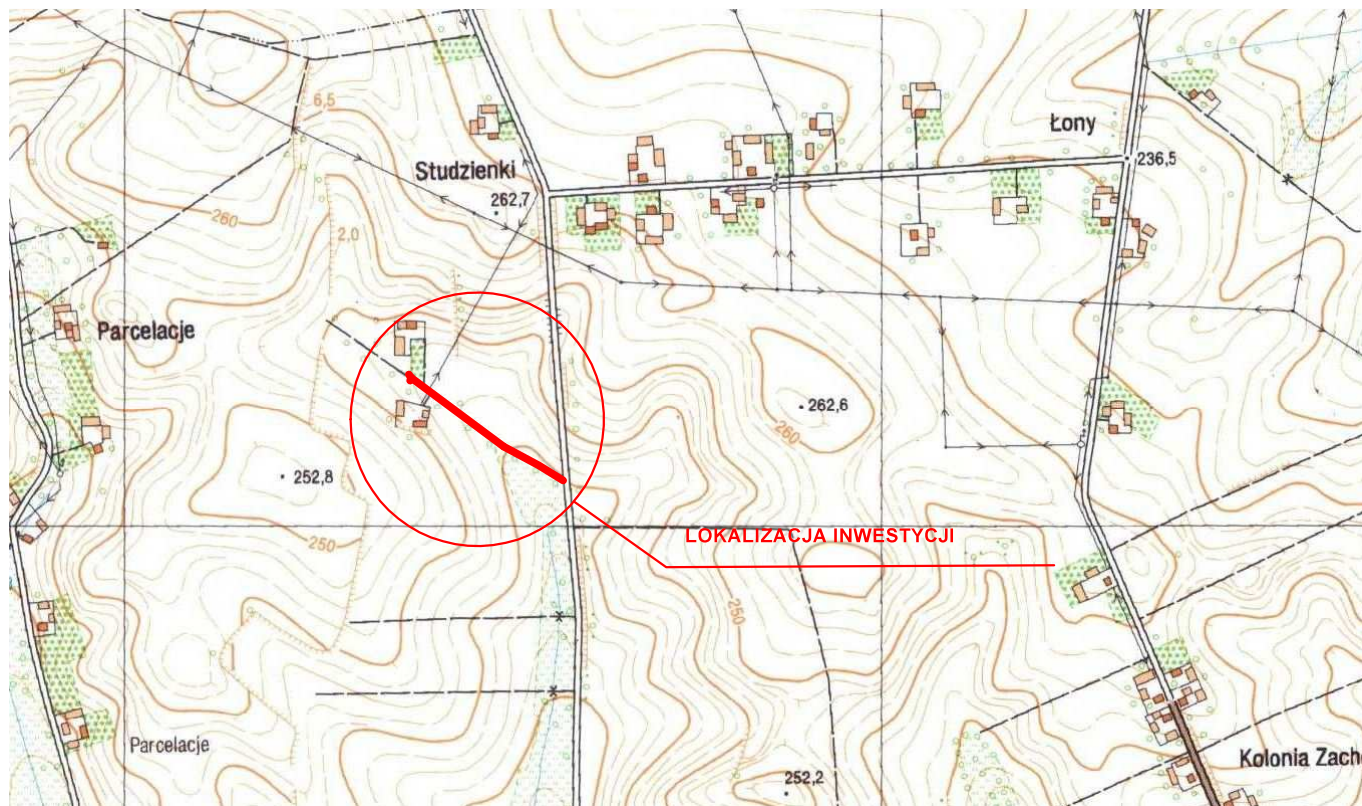 6,5
Łony
236,5
Studzienki
262,7
260
2,0
Parcelacje
262,6
260
252,8
LOKALIZACJA INWESTYCJI
250
250
Parcelacje
252,2
Kolonia Zach